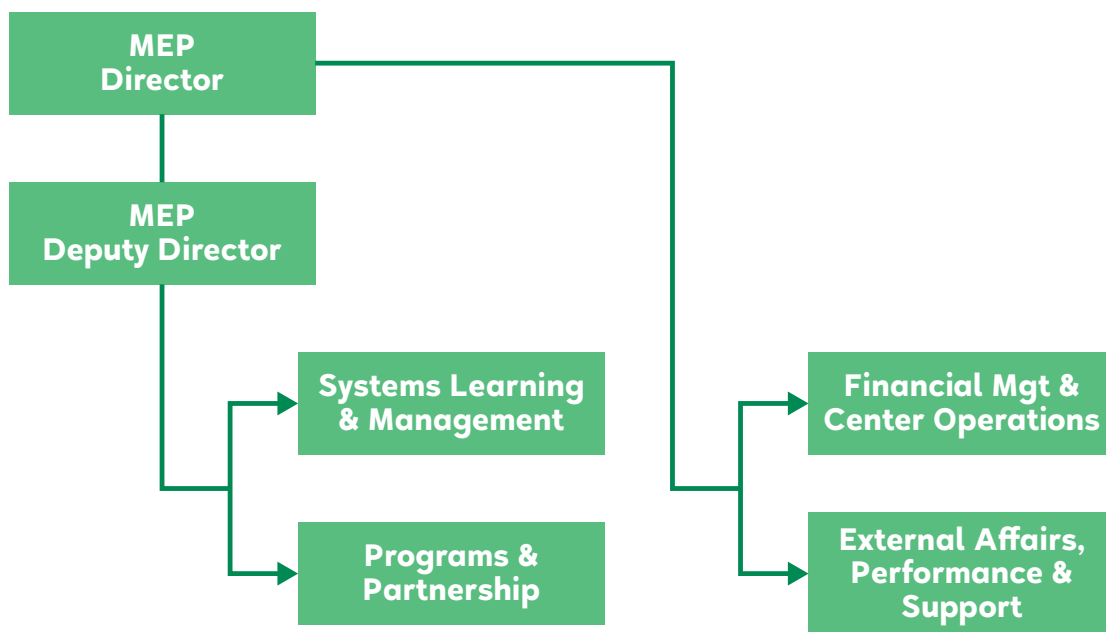 MEP
Director
MEP
Deputy Director
Systems Learning
& Management
Financial Mgt &
Center Operations
Programs &
Partnership
External Affairs,
Performance &
Support